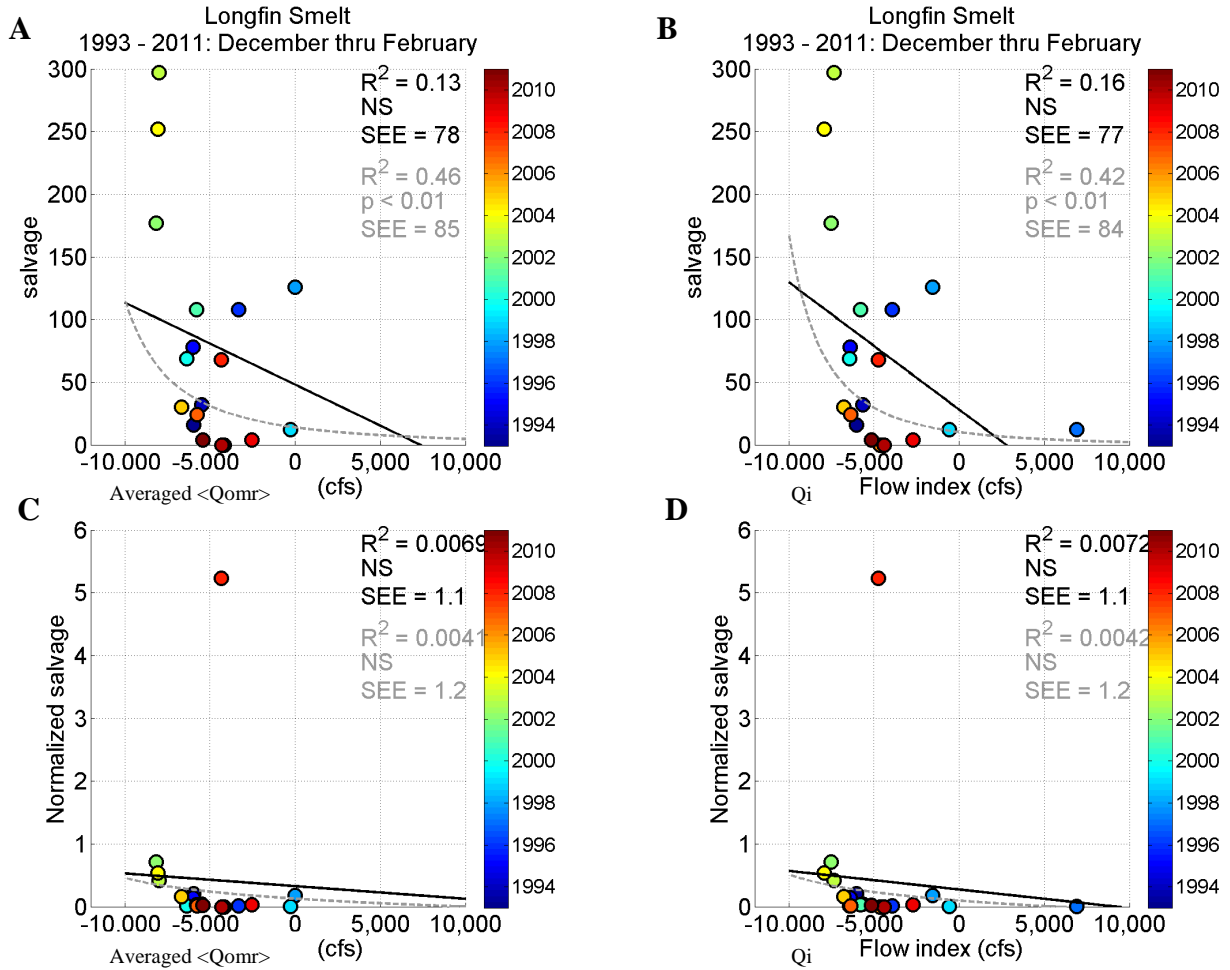 A
Longfin Smelt
1993 - 2011: December thru February
300
250
200
150
100
50
0
salvage
R² = 0.13
NS
SEE = 78
R² = 0.46
p < 0.01
SEE = 85
-10.000 -5,000 0 5,000 10,000
Averaged <Qomr> (cfs)
2010
2008
2006
2004
2002
2000
1998
1996
1994
B
Longfin Smelt
1993 - 2011: December thru February
300
250
200
150
100
50
0
salvage
R² = 0.16
NS
SEE = 77
R² = 0.42
p < 0.01
SEE = 84
-10.000 -5,000 0 5,000 10,000
Qi Flow index (cfs)
2010
2008
2006
2004
2002
2000
1998
1996
1994
C
6
5
4
3
2
1
0
Normalized salvage
R² = 0.0069
NS
SEE = 1.1
R² = 0.0041
NS
SEE = 1.2
-10.000 -5,000 0 5,000 10,000
Averaged <Qomr> (cfs)
2010
2008
2006
2004
2002
2000
1998
1996
1994
D
6
5
4
3
2
1
0
Normalized salvage
R² = 0.0072
NS
SEE = 1.1
R² = 0.0042
NS
SEE = 1.2
-10.000 -5,000 0 5,000 10,000
Qi Flow index (cfs)
2010
2008
2006
2004
2002
2000
1998
1996
1994